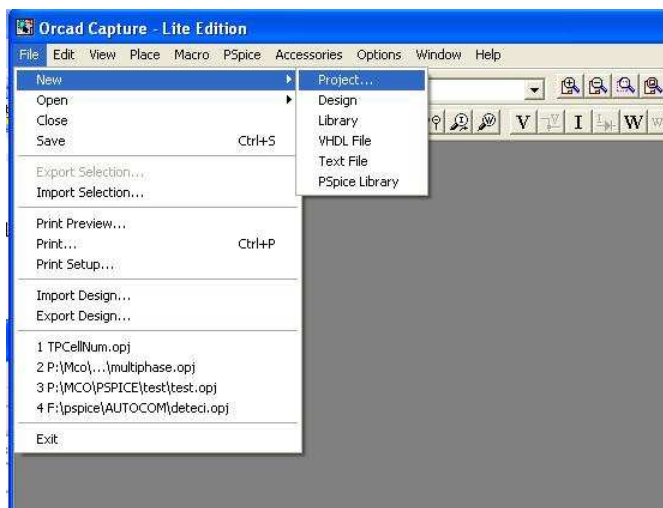 Orcad Capture - Lite Edition
File Edit View Place Macro PSpice Accessories Options Window Help
New
Open
Close
Save Ctrl+S
Export Selection...
Import Selection...
Print Preview...
Print... Ctrl+P
Print Setup...
Import Design...
Export Design...
1 TPCellNum.opj
2 P:\Mco\...\multiphase.opj
3 P:\MCO\PSPICE\test\test.opj
4 F:\pspice\AUTOCOM\deteci.opj
Exit
Project...
Design
Library
VHDL File
Text File
PSpice Library
V V I I W W